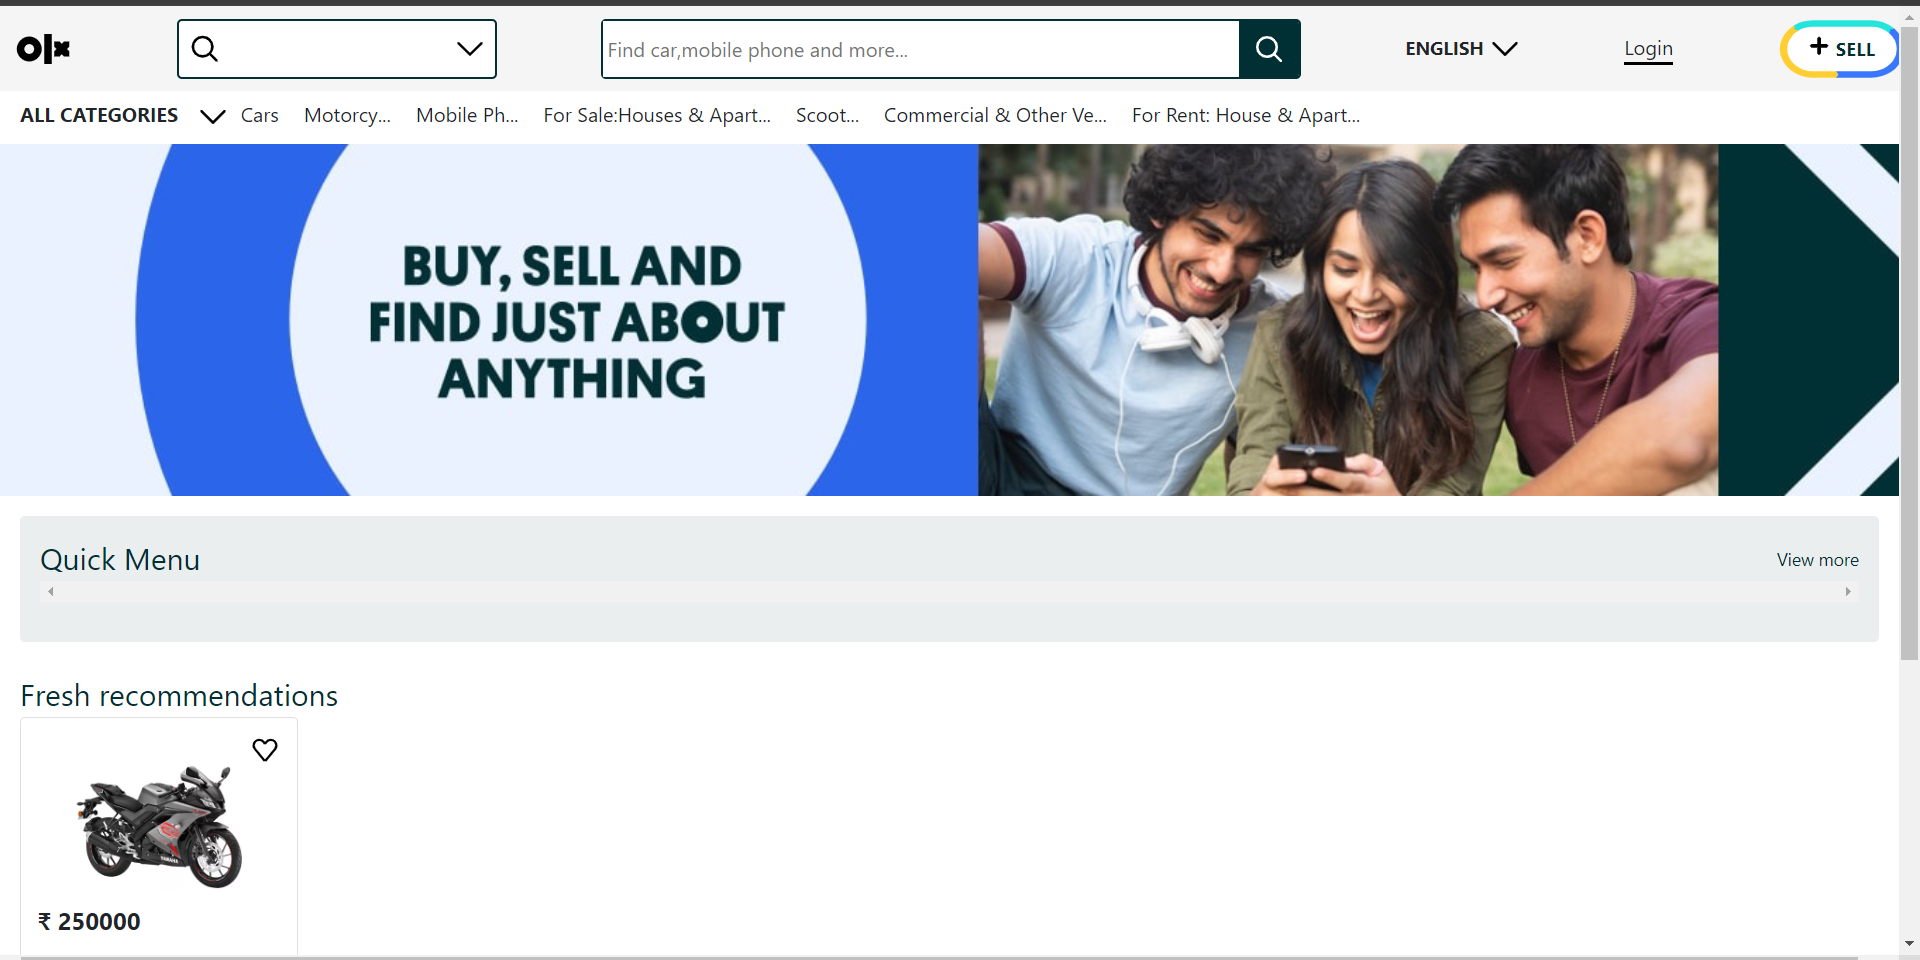 olx
Find car,mobile phone and more...
ENGLISH
Login
+ SELL
ALL CATEGORIES
Cars
Motorcy...
Mobile Ph...
For Sale:Houses & Apart...
Scoot...
Commercial & Other Ve...
For Rent: House & Apart...
BUY, SELL AND
FIND JUST ABOUT
ANYTHING
Quick Menu
View more
Fresh recommendations
YAMAHA
₹ 250000